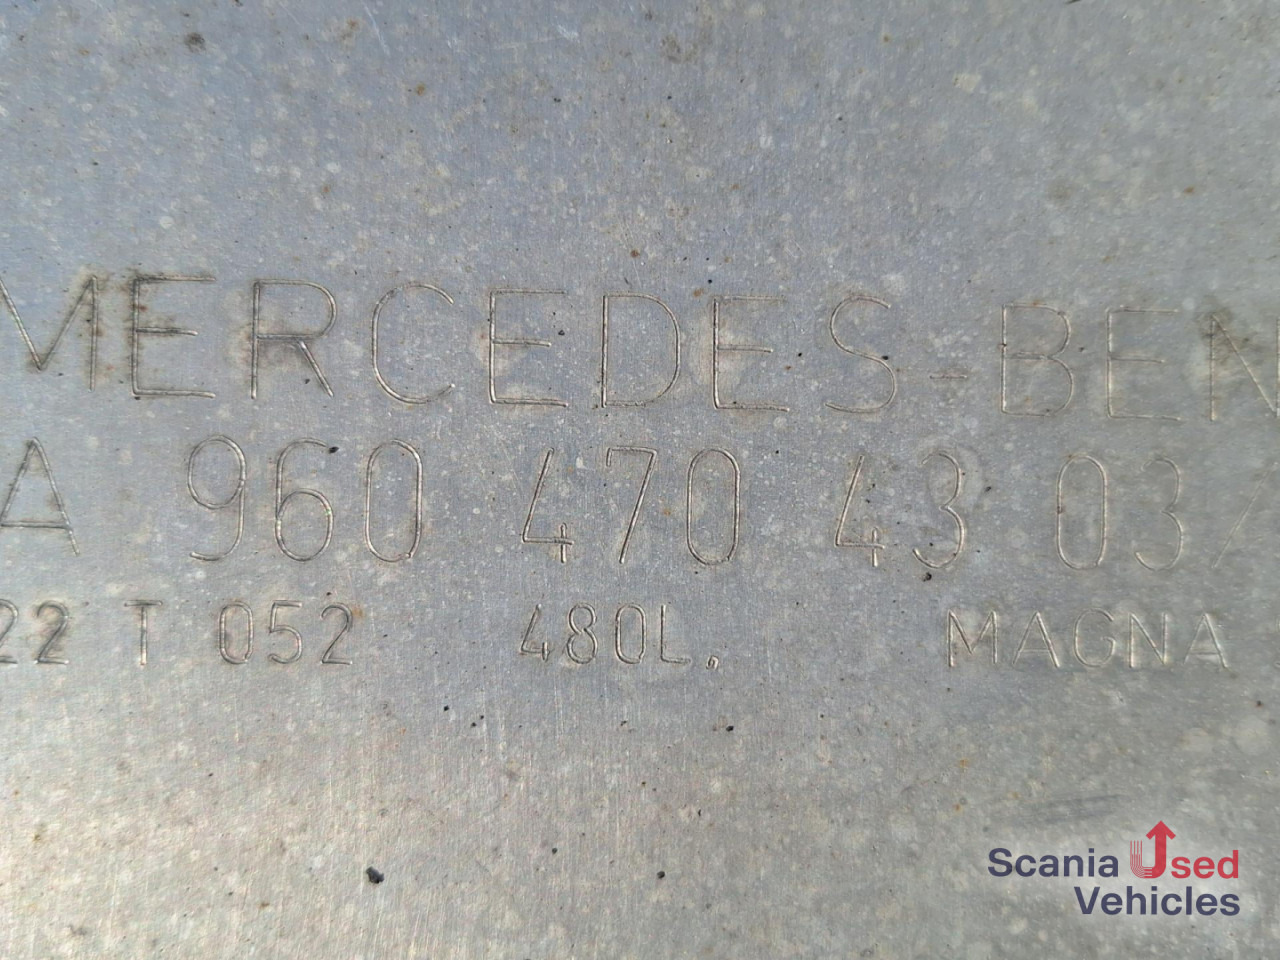 MERCEDES-BEN
A 960 470 43 03/
22 T 052 480L. MAGNA
Scania Used
Vehicles